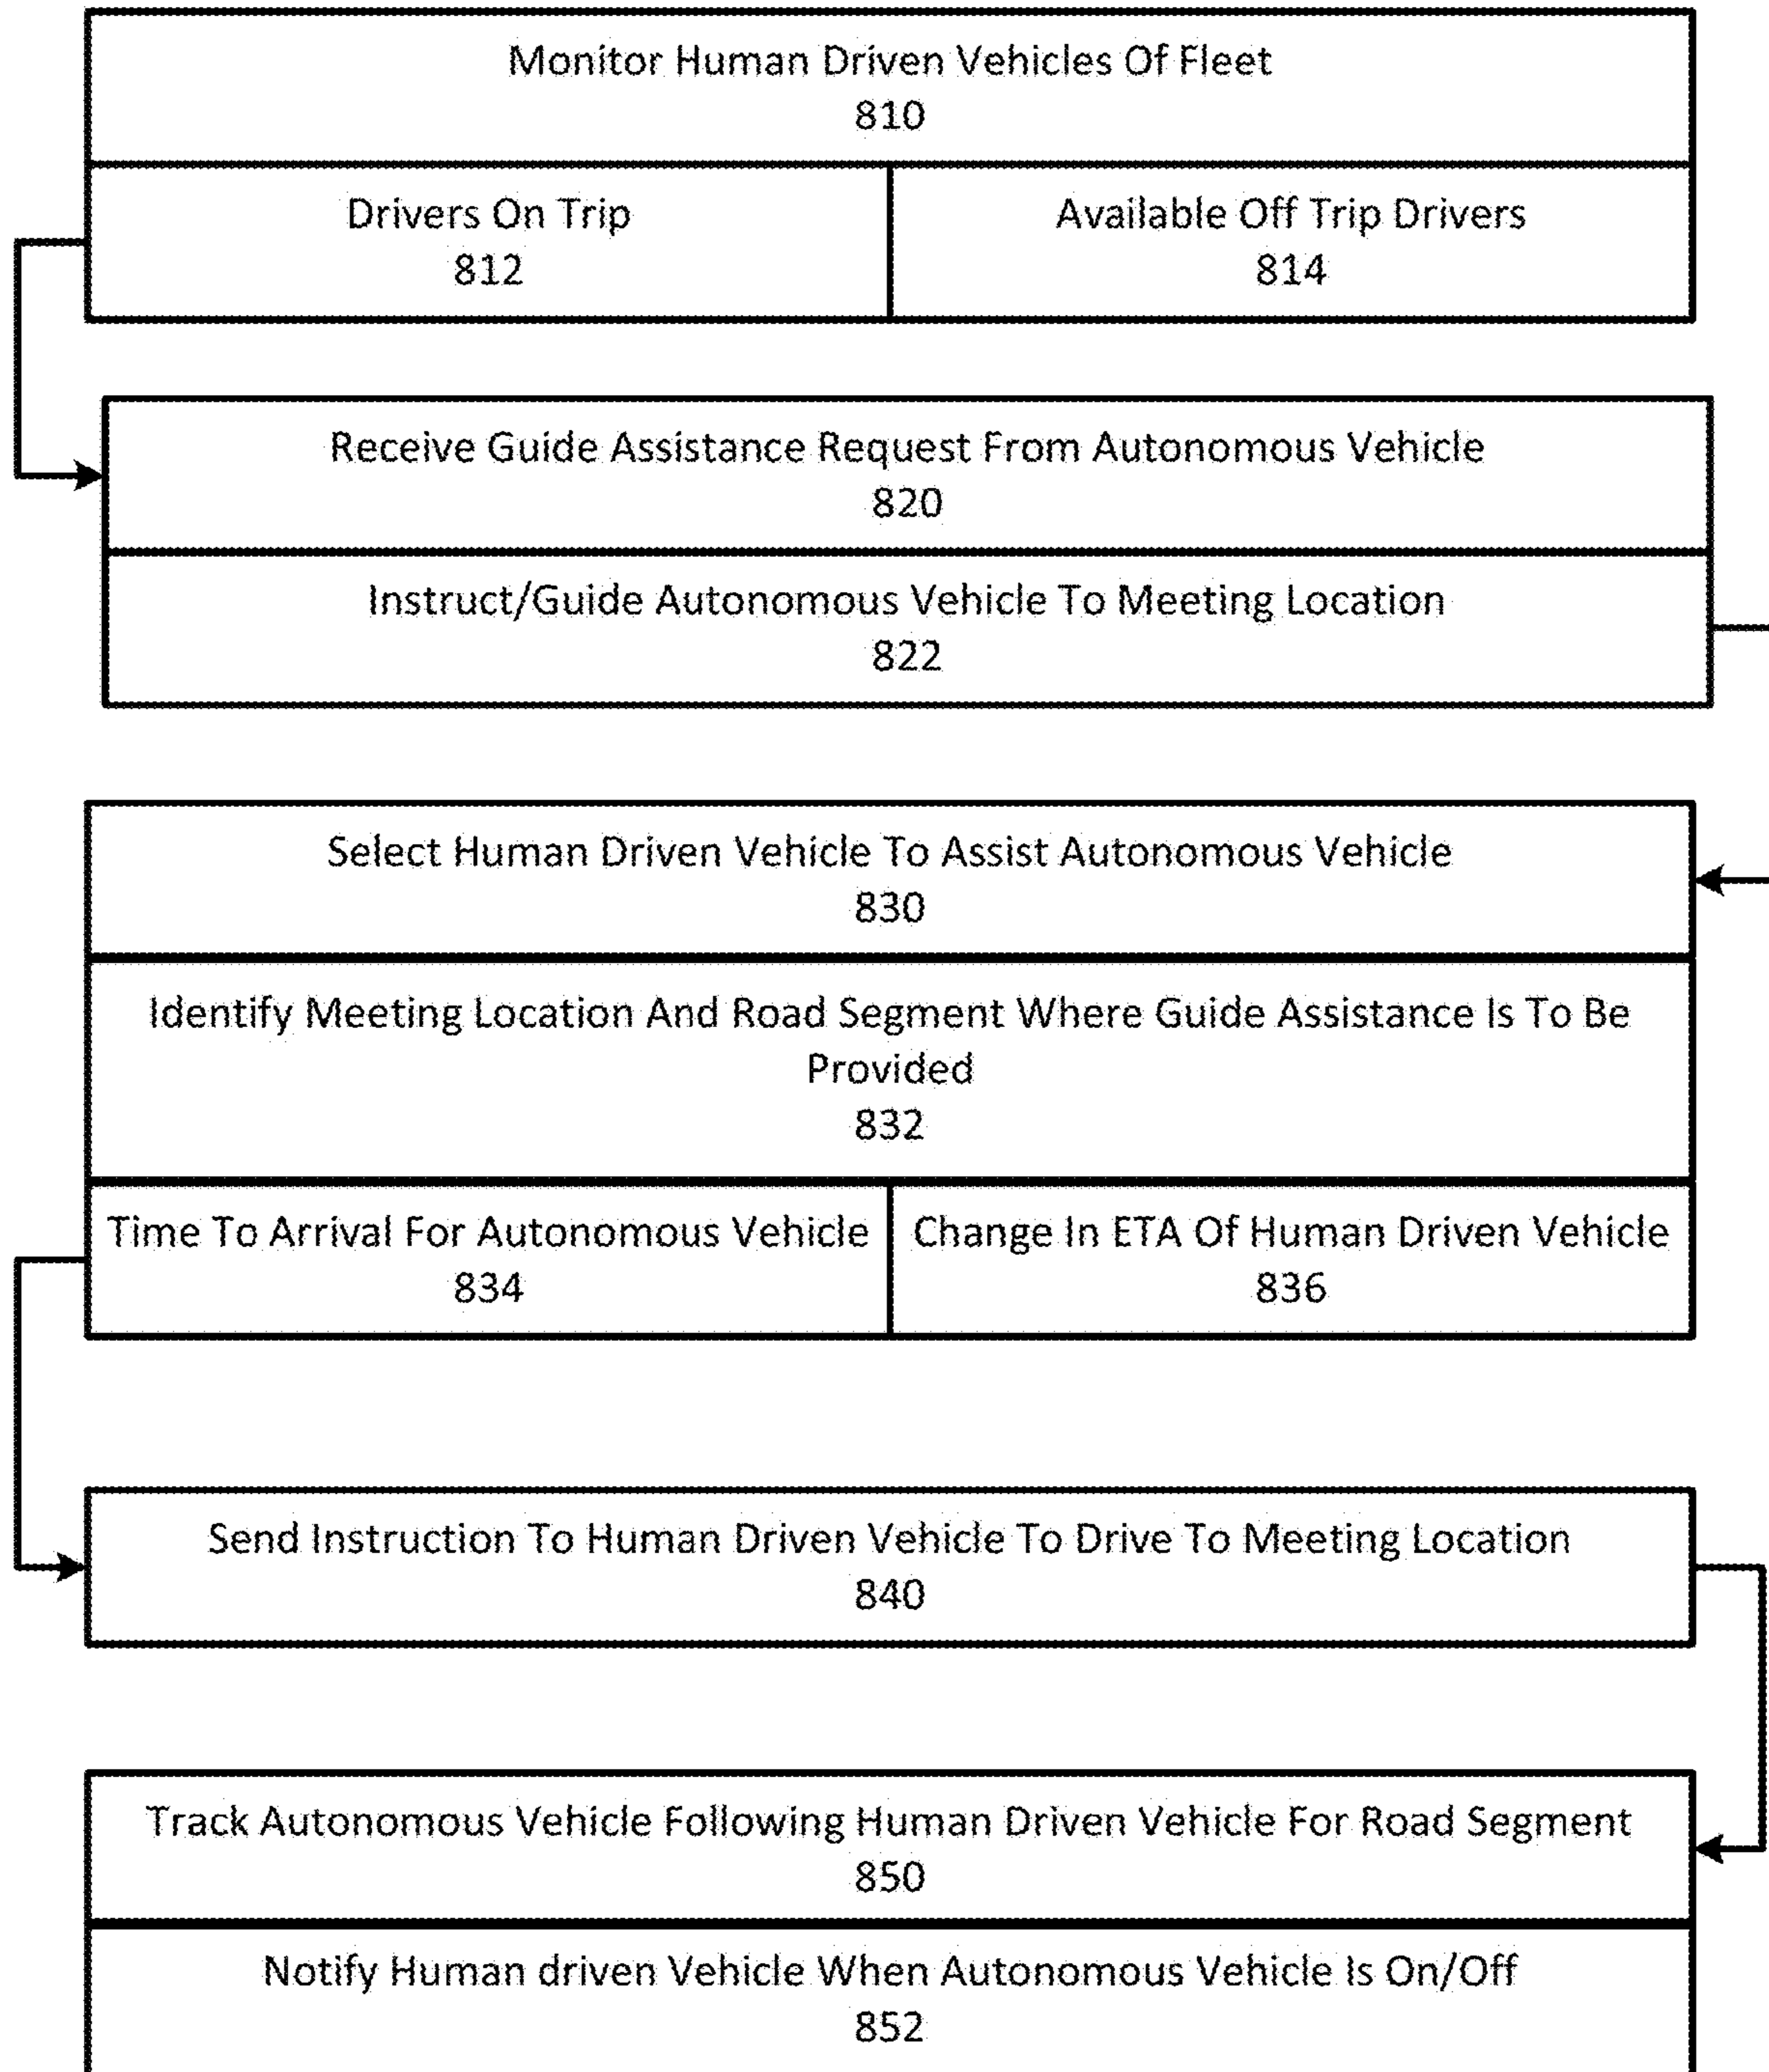 Monitor Human Driven Vehicles Of Fleet
810
Drivers On Trip
812
Available Off Trip Drivers
814
Receive Guide Assistance Request From Autonomous Vehicle
820
Instruct/Guide Autonomous Vehicle To Meeting Location
822
Select Human Driven Vehicle To Assist Autonomous Vehicle
830
Identify Meeting Location And Road Segment Where Guide Assistance Is To Be
Provided
832
Time To Arrival For Autonomous Vehicle
834
Change In ETA Of Human Driven Vehicle
836
Send Instruction To Human Driven Vehicle To Drive To Meeting Location
840
Track Autonomous Vehicle Following Human Driven Vehicle For Road Segment
850
Notify Human driven Vehicle When Autonomous Vehicle Is On/Off
852